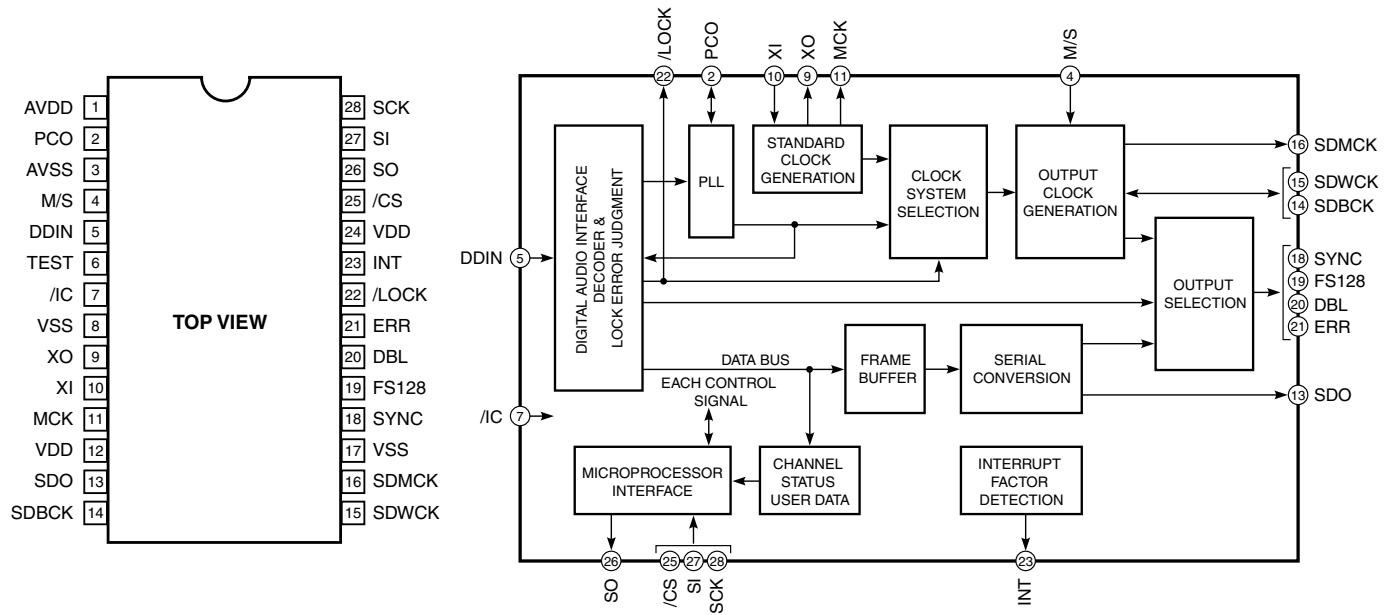 AVDD 1
PCO 2
AVSS 3
M/S 4
DDIN 5
TEST 6
/IC 7
VSS 8
XO 9
XI 10
MCK 11
VDD 12
SDO 13
SDBCK 14
TOP VIEW
28 SCK
27 SI
26 SO
25 /CS
24 VDD
23 INT
22 /LOCK
21 ERR
20 DBL
19 FS128
18 SYNC
17 VSS
16 SDMCK
15 SDWCK
/LOCK
22
PCO
2
XI
10
XO
9
MCK
11
M/S
4
DDIN 5
/IC 7
DIGITAL AUDIO INTERFACE
DECODER &
LOCK ERROR JUDGMENT
PLL
STANDARD
CLOCK
GENERATION
CLOCK
SYSTEM
SELECTION
OUTPUT
CLOCK
GENERATION
OUTPUT
SELECTION
16 SDMCK
15 SDWCK
14 SDBCK
18 SYNC
19 FS128
20 DBL
21 ERR
13 SDO
DATA BUS
EACH CONTROL
SIGNAL
FRAME
BUFFER
SERIAL
CONVERSION
MICROPROCESSOR
INTERFACE
CHANNEL
STATUS
USER DATA
INTERRUPT
FACTOR
DETECTION
26
SO
25
/CS
27
SI
28
SCK
23
INT